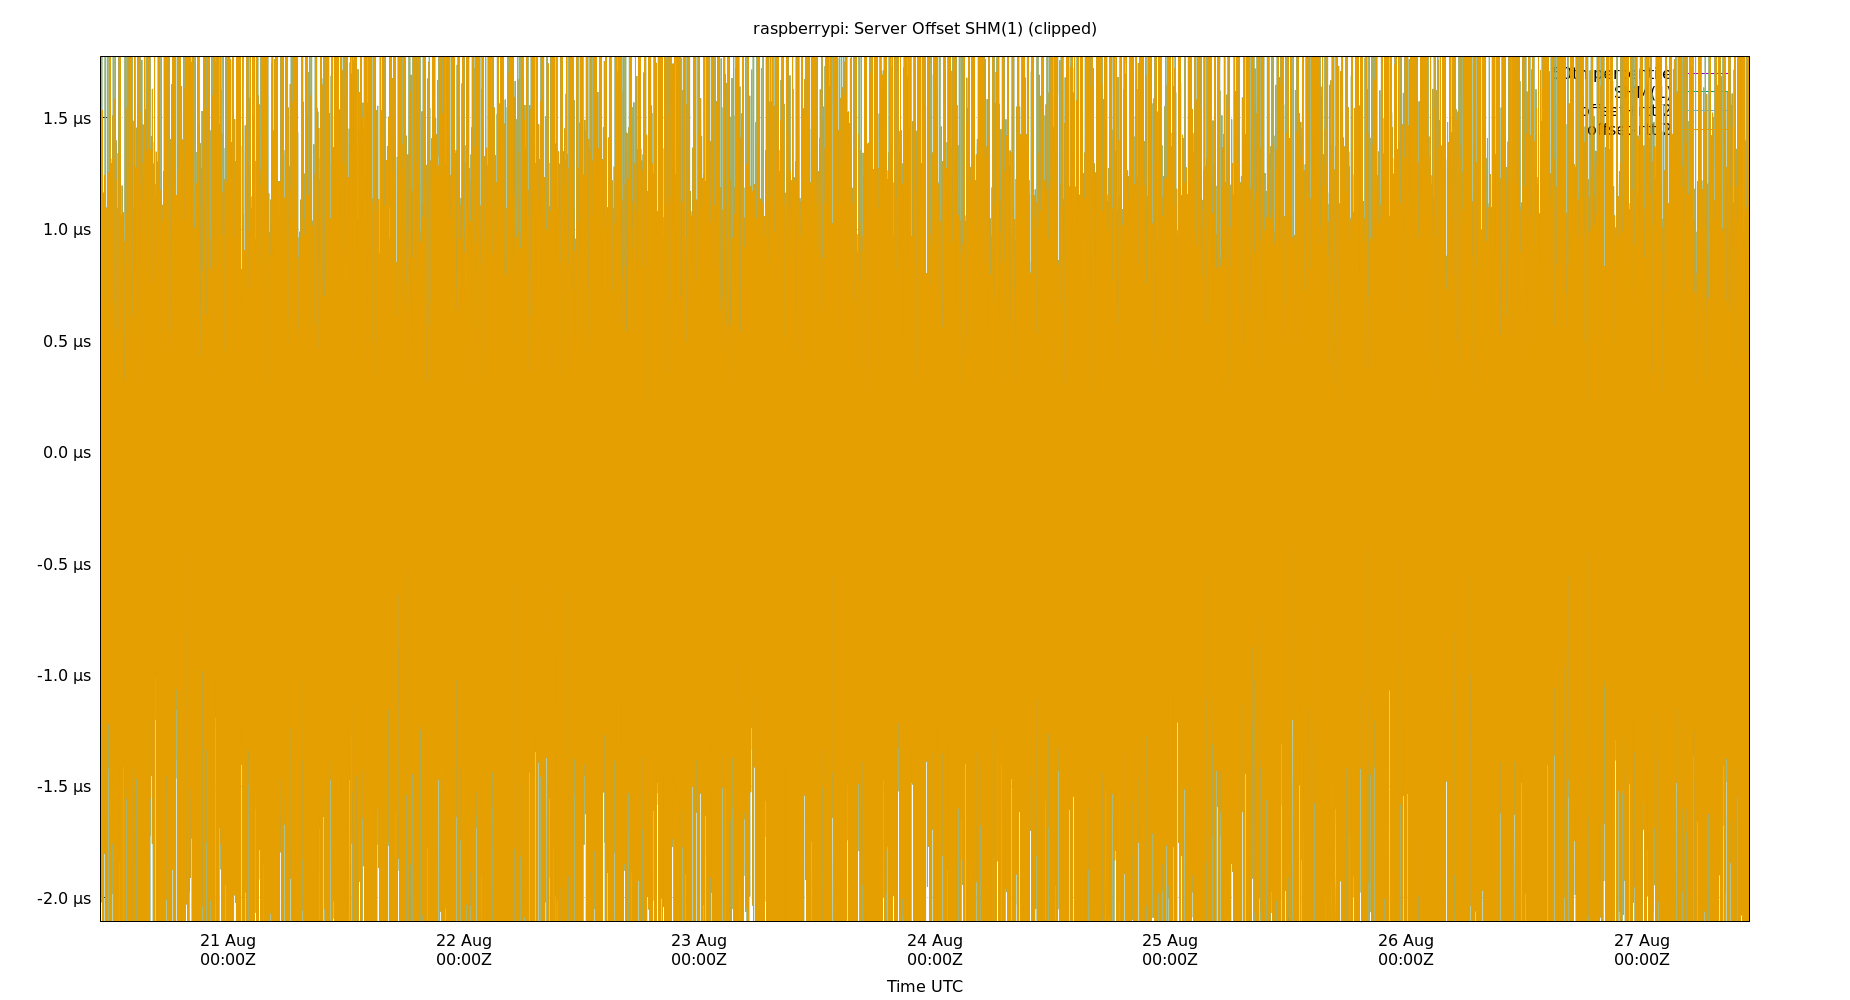 raspberrypi: Server Offset SHM(1) (clipped)
1.5 µs
1.0 µs
0.5 µs
0.0 µs
-0.5 µs
-1.0 µs
-1.5 µs
-2.0 µs
21 Aug 22 Aug 23 Aug 24 Aug 25 Aug 26 Aug 27 Aug
00:00Z 00:00Z 00:00Z 00:00Z 00:00Z 00:00Z 00:00Z
Time UTC